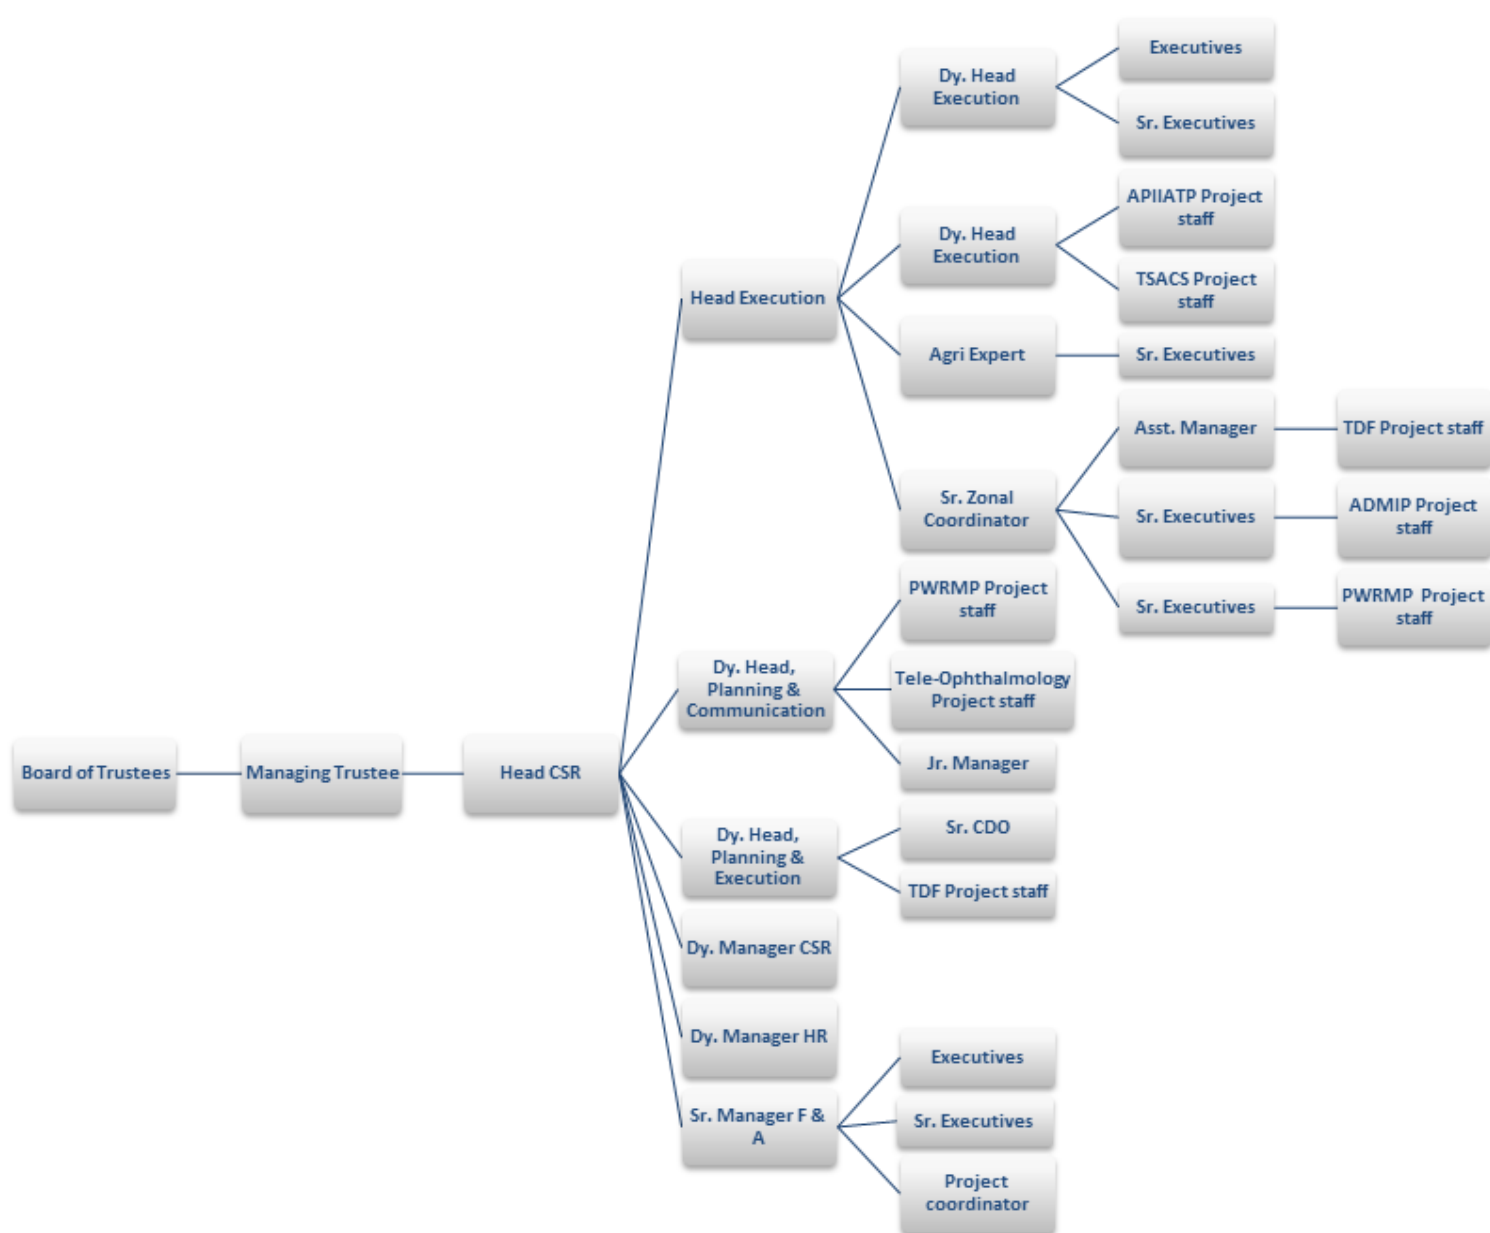 Board of Trustees
Managing Trustee
Head CSR
Head Execution
Dy. Head
Execution
Executives
Sr. Executives
Dy. Head
Execution
APIIATP Project
staff
TSACS Project
staff
Agri Expert
Sr. Executives
Sr. Zonal
Coordinator
Asst. Manager
TDF Project staff
Sr. Executives
ADMIP Project
staff
Sr. Executives
PWRMP  Project
staff
Dy. Head,
Planning &
Communication
PWRMP Project
staff
Tele-Ophthalmology
Project staff
Jr. Manager
Dy. Head,
Planning &
Execution
Sr. CDO
TDF Project staff
Dy. Manager CSR
Dy. Manager HR
Sr. Manager F &
A
Executives
Sr. Executives
Project
coordinator